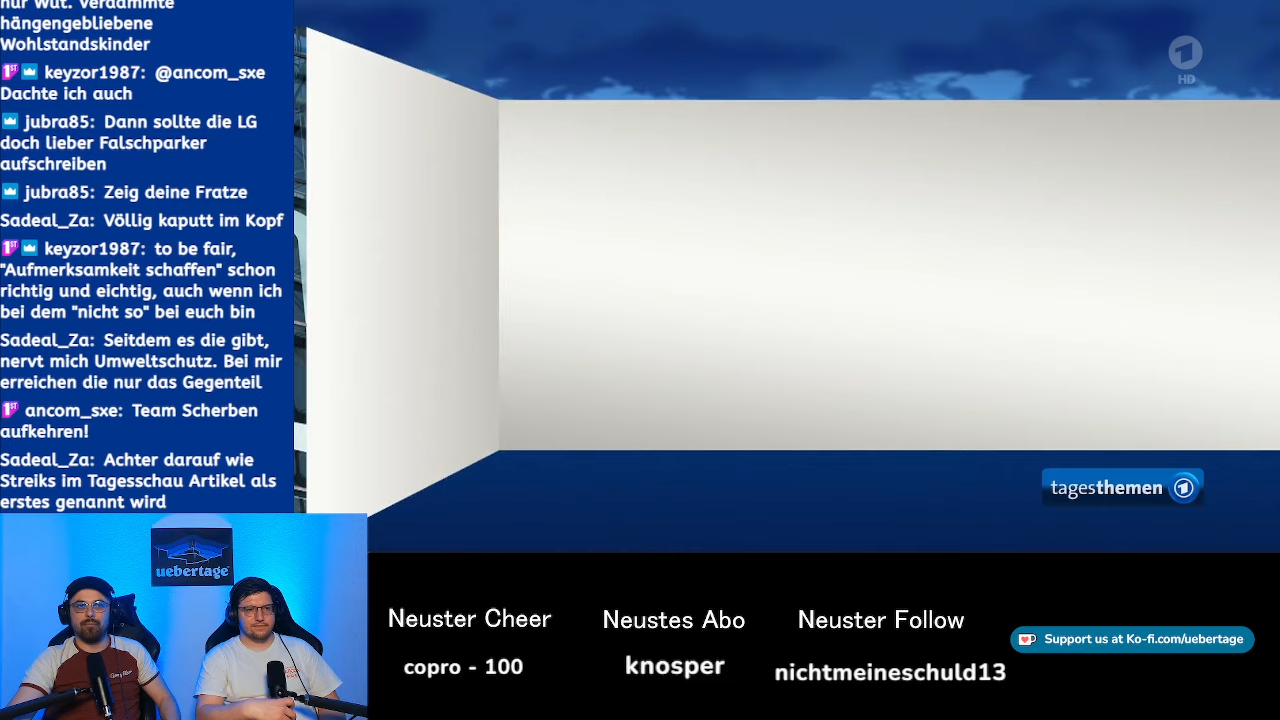 nur Wut. Verdammte
hängengebliebene
Wohlstandskinder
keyzor1987: @ancom_sxe
Dachte ich auch
jubra85: Dann sollte die LG
doch lieber Falschparker
aufschreiben
jubra85: Zeig deine Fratze
Sadeal_Za: Völlig kaputt im Kopf
keyzor1987: to be fair,
"Aufmerksamkeit schaffen" schon
richtig und eichtig, auch wenn ich
bei dem "nicht so" bei euch bin
Sadeal_Za: Seitdem es die gibt,
nervt mich Umweltschutz. Bei mir
erreichen die nur das Gegenteil
ancom_sxe: Team Scherben
aufkehren!
Sadeal_Za: Achter darauf wie
Streiks im Tagesschau Artikel als
erstes genannt wird
1
HD
tagesthemen 1
uebertage
Neuster Cheer
copro - 100
Neustes Abo
knosper
Neuster Follow
nichtmeineschuld13
Support us at Ko-fi.com/uebertage